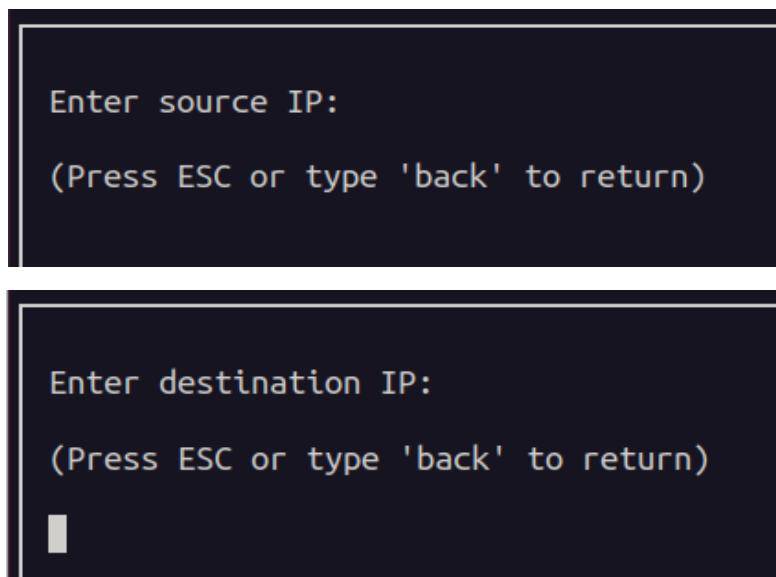 Enter source IP:
(Press ESC or type 'back' to return)
Enter destination IP:
(Press ESC or type 'back' to return)